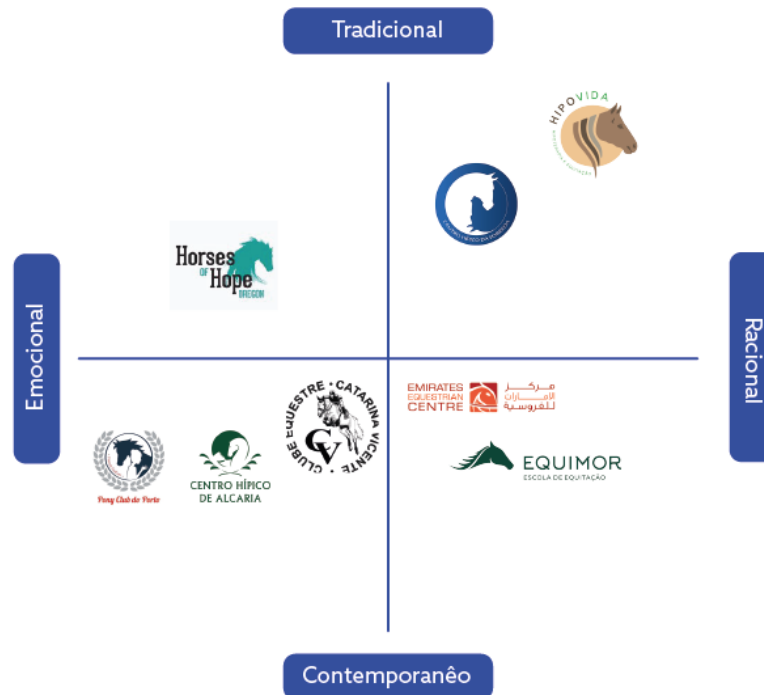 Tradicional
HIPOVIDA
Horses
OF
Hope
OREGON
Emocional
Racional
CLUBE EQUESTRE · CATARINA VICENTE ·
CV
EMIRATES
EQUESTRIAN
CENTRE
مركز
الامارات
للفروسية
Pony Club do Porto
CENTRO HÍPICO
DE ALCARIA
EQUIMOR
ESCOLA DE EQUITAÇÃO
Contemporanêo